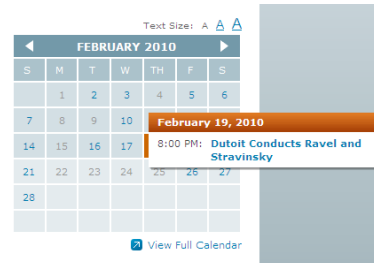 Text Size: A A A
FEBRUARY 2010
S M T W TH F S
1 2 3 4 5 6
7 8 9 10
February 19, 2010
14 15 16 17
8:00 PM: Dutoit Conducts Ravel and
Stravinsky
21 22 23 24 25 26 27
28
View Full Calendar